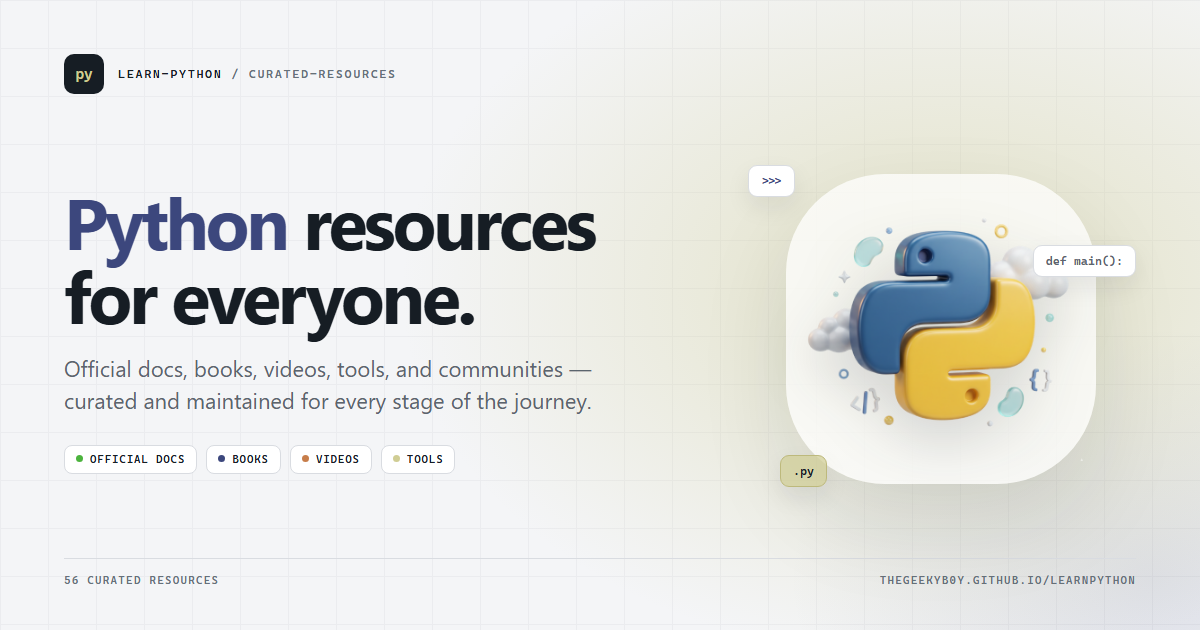 py LEARN-PYTHON / CURATED-RESOURCES
>>>
Python resources
for everyone.
def main():
Official docs, books, videos, tools, and communities —
curated and maintained for every stage of the journey.
</}
{}
OFFICIAL DOCS BOOKS VIDEOS TOOLS
.py
56 CURATED RESOURCES
THEGEEKYB0Y.GITHUB.IO/LEARNPYTHON